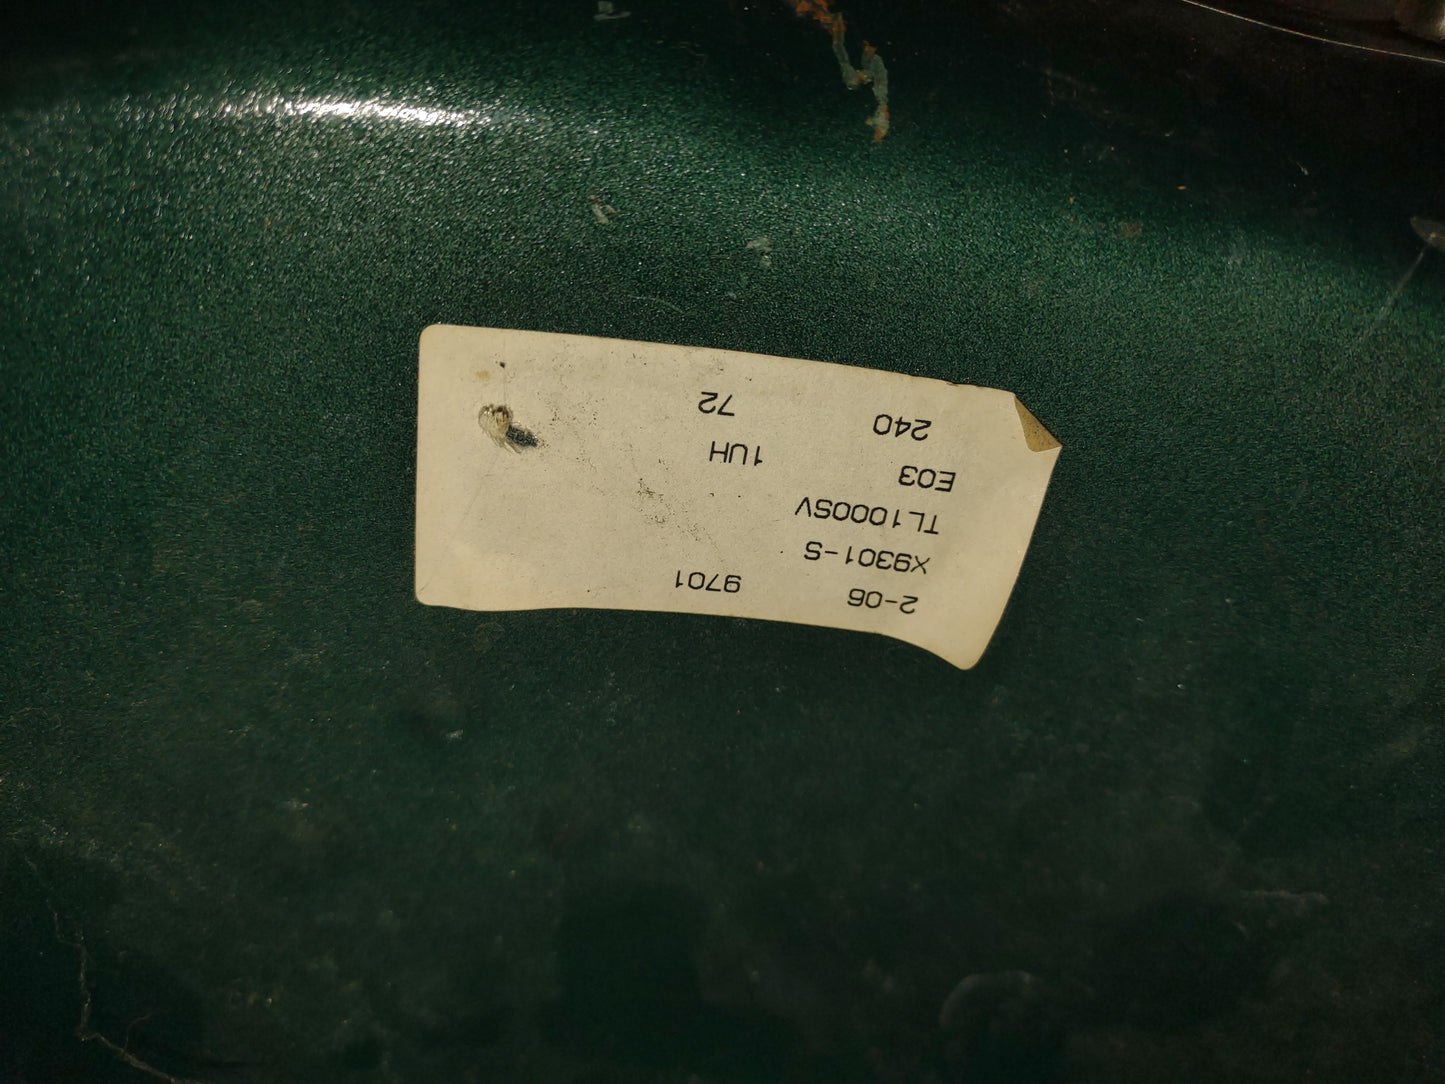 2-06 9701
X9301-S
TL1000SV
E03 1UH
240 72